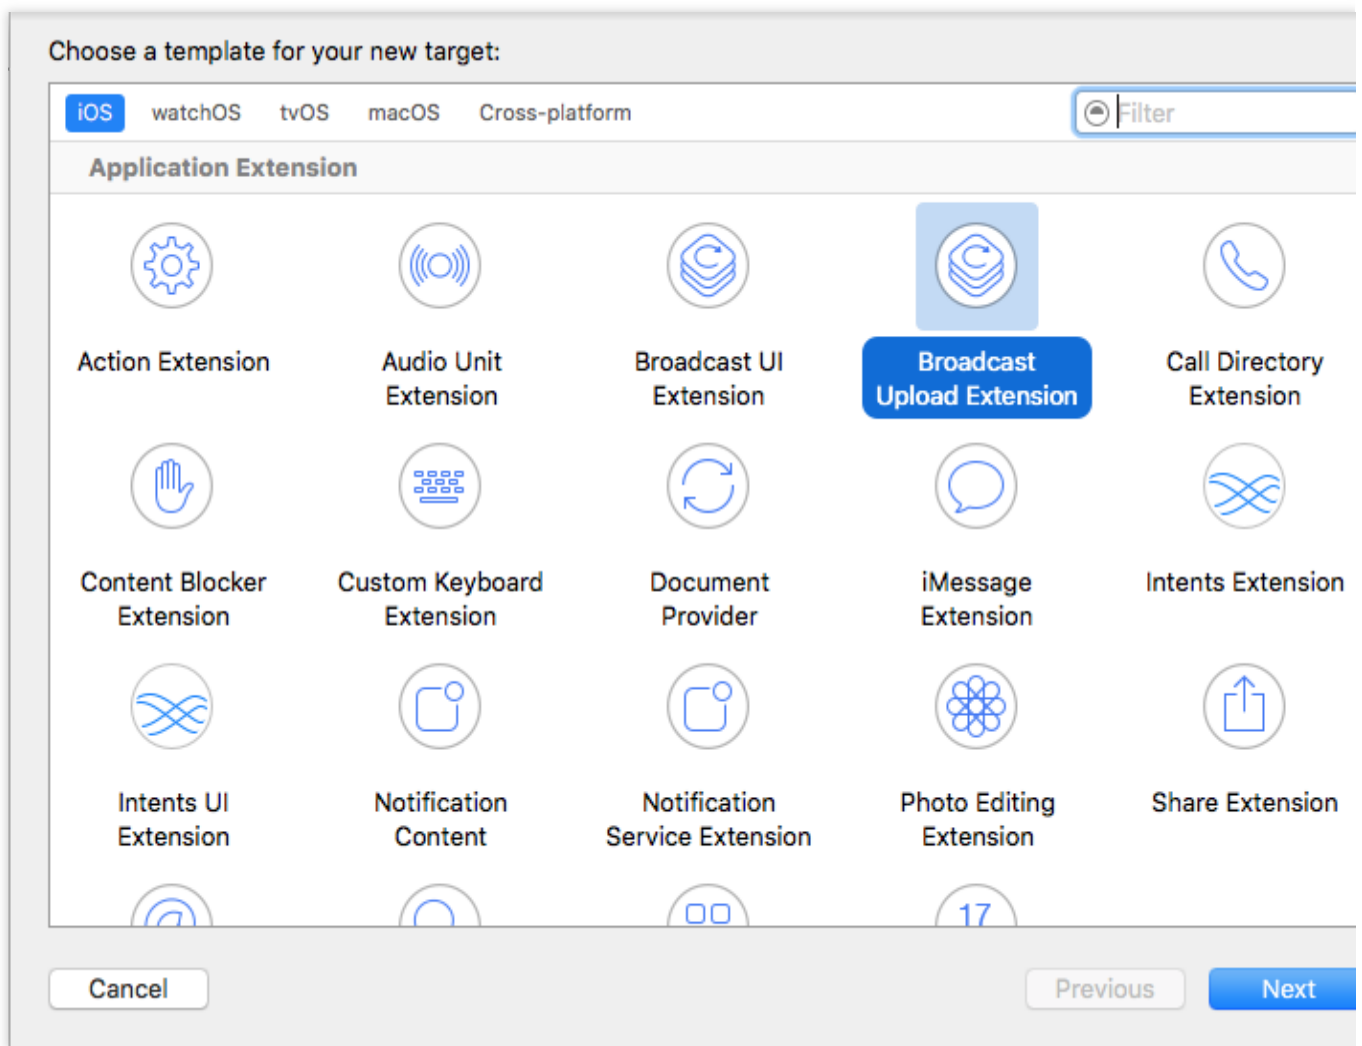 Choose a template for your new target:
iOS watchOS tvOS macOS Cross-platform Filter
Application Extension
Action Extension Audio Unit Broadcast UI Broadcast Call Directory
Extension Extension Upload Extension Extension
Content Blocker Custom Keyboard Document iMessage Intents Extension
Extension Extension Provider Extension
Intents UI Notification Notification Photo Editing Share Extension
Extension Content Service Extension Extension
17
Cancel Previous Next